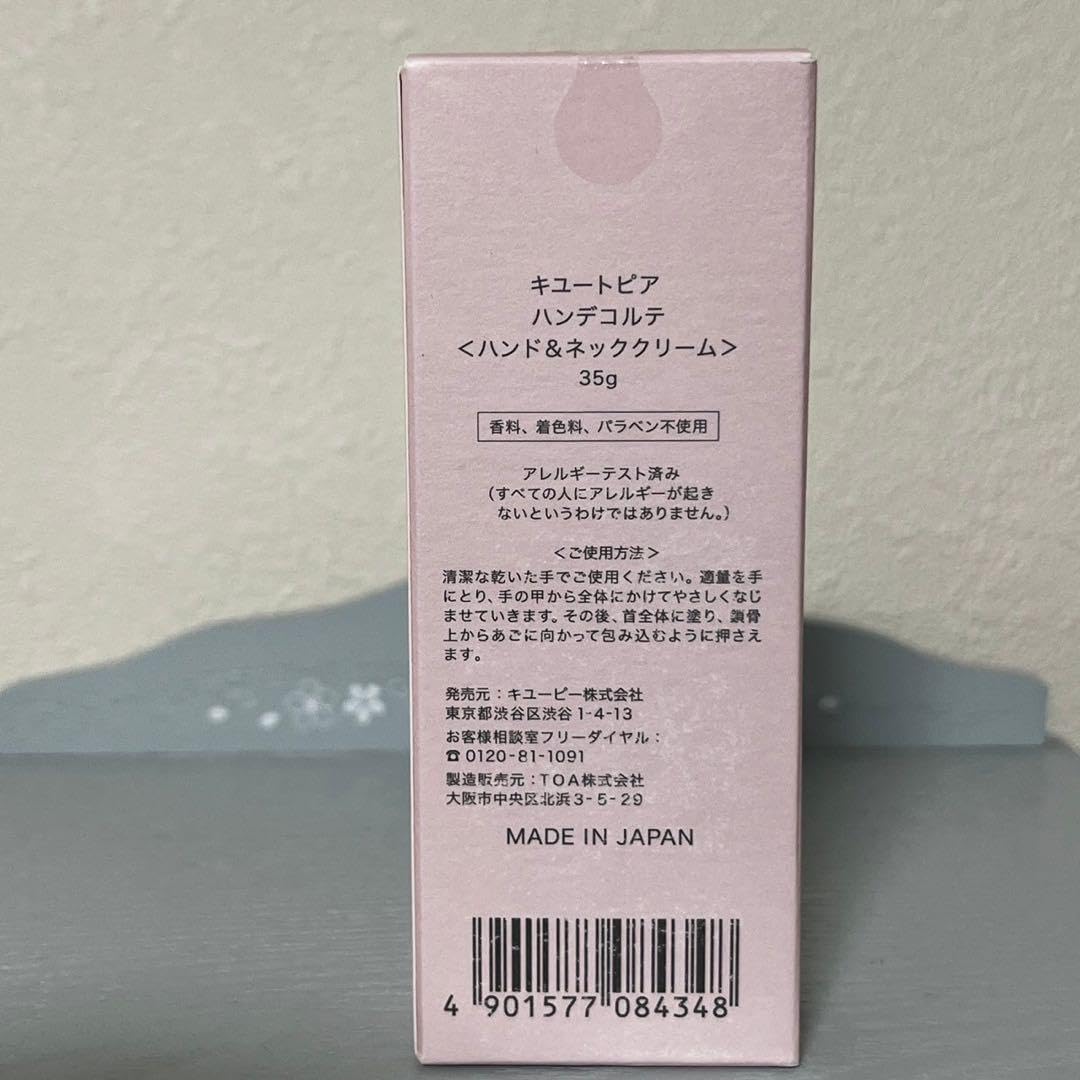 キユートピア
ハンデコルテ
＜ハンド＆ネッククリーム＞
35g
香料、着色料、パラベン不使用
アレルギーテスト済み
（すべての人にアレルギーが起き
ないというわけではありません。）
＜ご使用方法＞
清潔な乾いた手でご使用ください。適量を手
にとり、手の甲から全体にかけてやさしくなじ
ませていきます。その後、首全体に塗り、鎖骨
上からあごに向かって包み込むように押さえ
ます。
発売元：キユーピー株式会社
東京都渋谷区渋谷1-4-13
お客様相談室フリーダイヤル：
☎0120-81-1091
製造販売元：TOA株式会社
大阪市中央区北浜3-5-29
MADE IN JAPAN
4 901577 084348